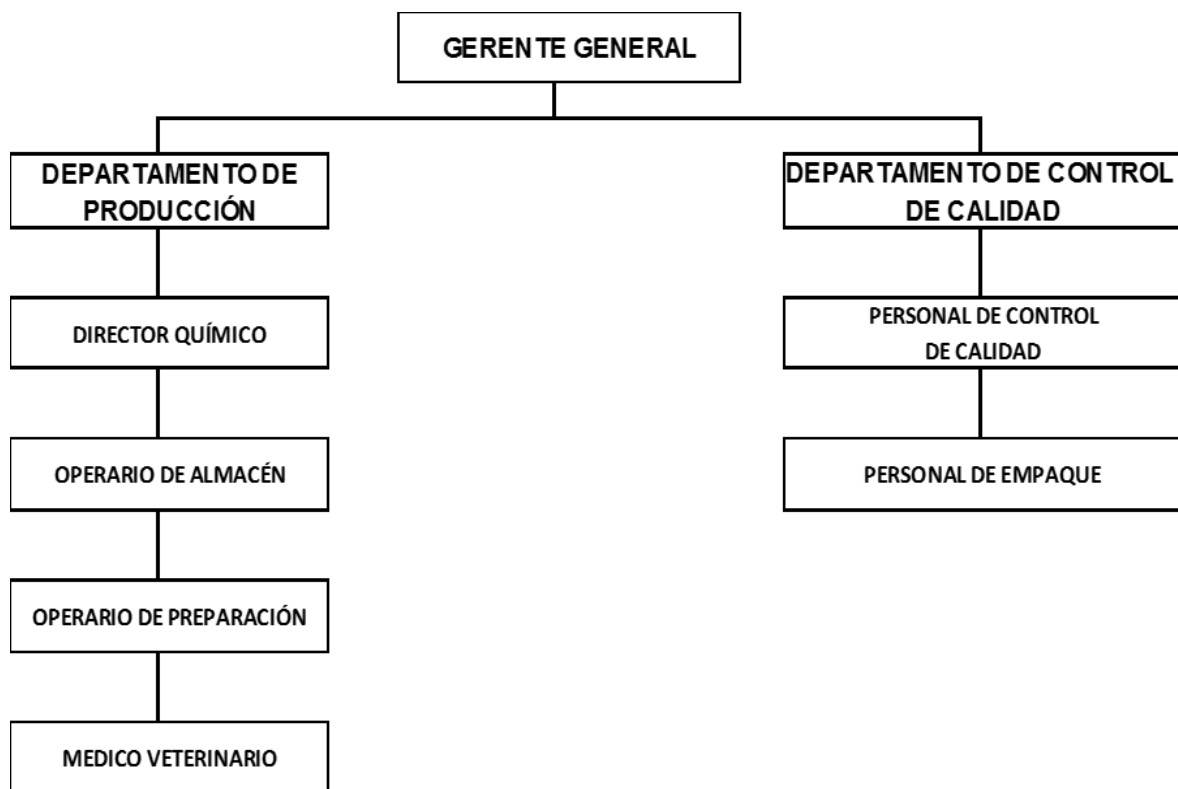 GERENTE GENERAL
DEPARTAMENTO DE
PRODUCCIÓN
DIRECTOR QUÍMICO
OPERARIO DE ALMACÉN
OPERARIO DE PREPARACIÓN
MEDICO VETERINARIO
DEPARTAMENTO DE CONTROL
DE CALIDAD
PERSONAL DE CONTROL
DE CALIDAD
PERSONAL DE EMPAQUE